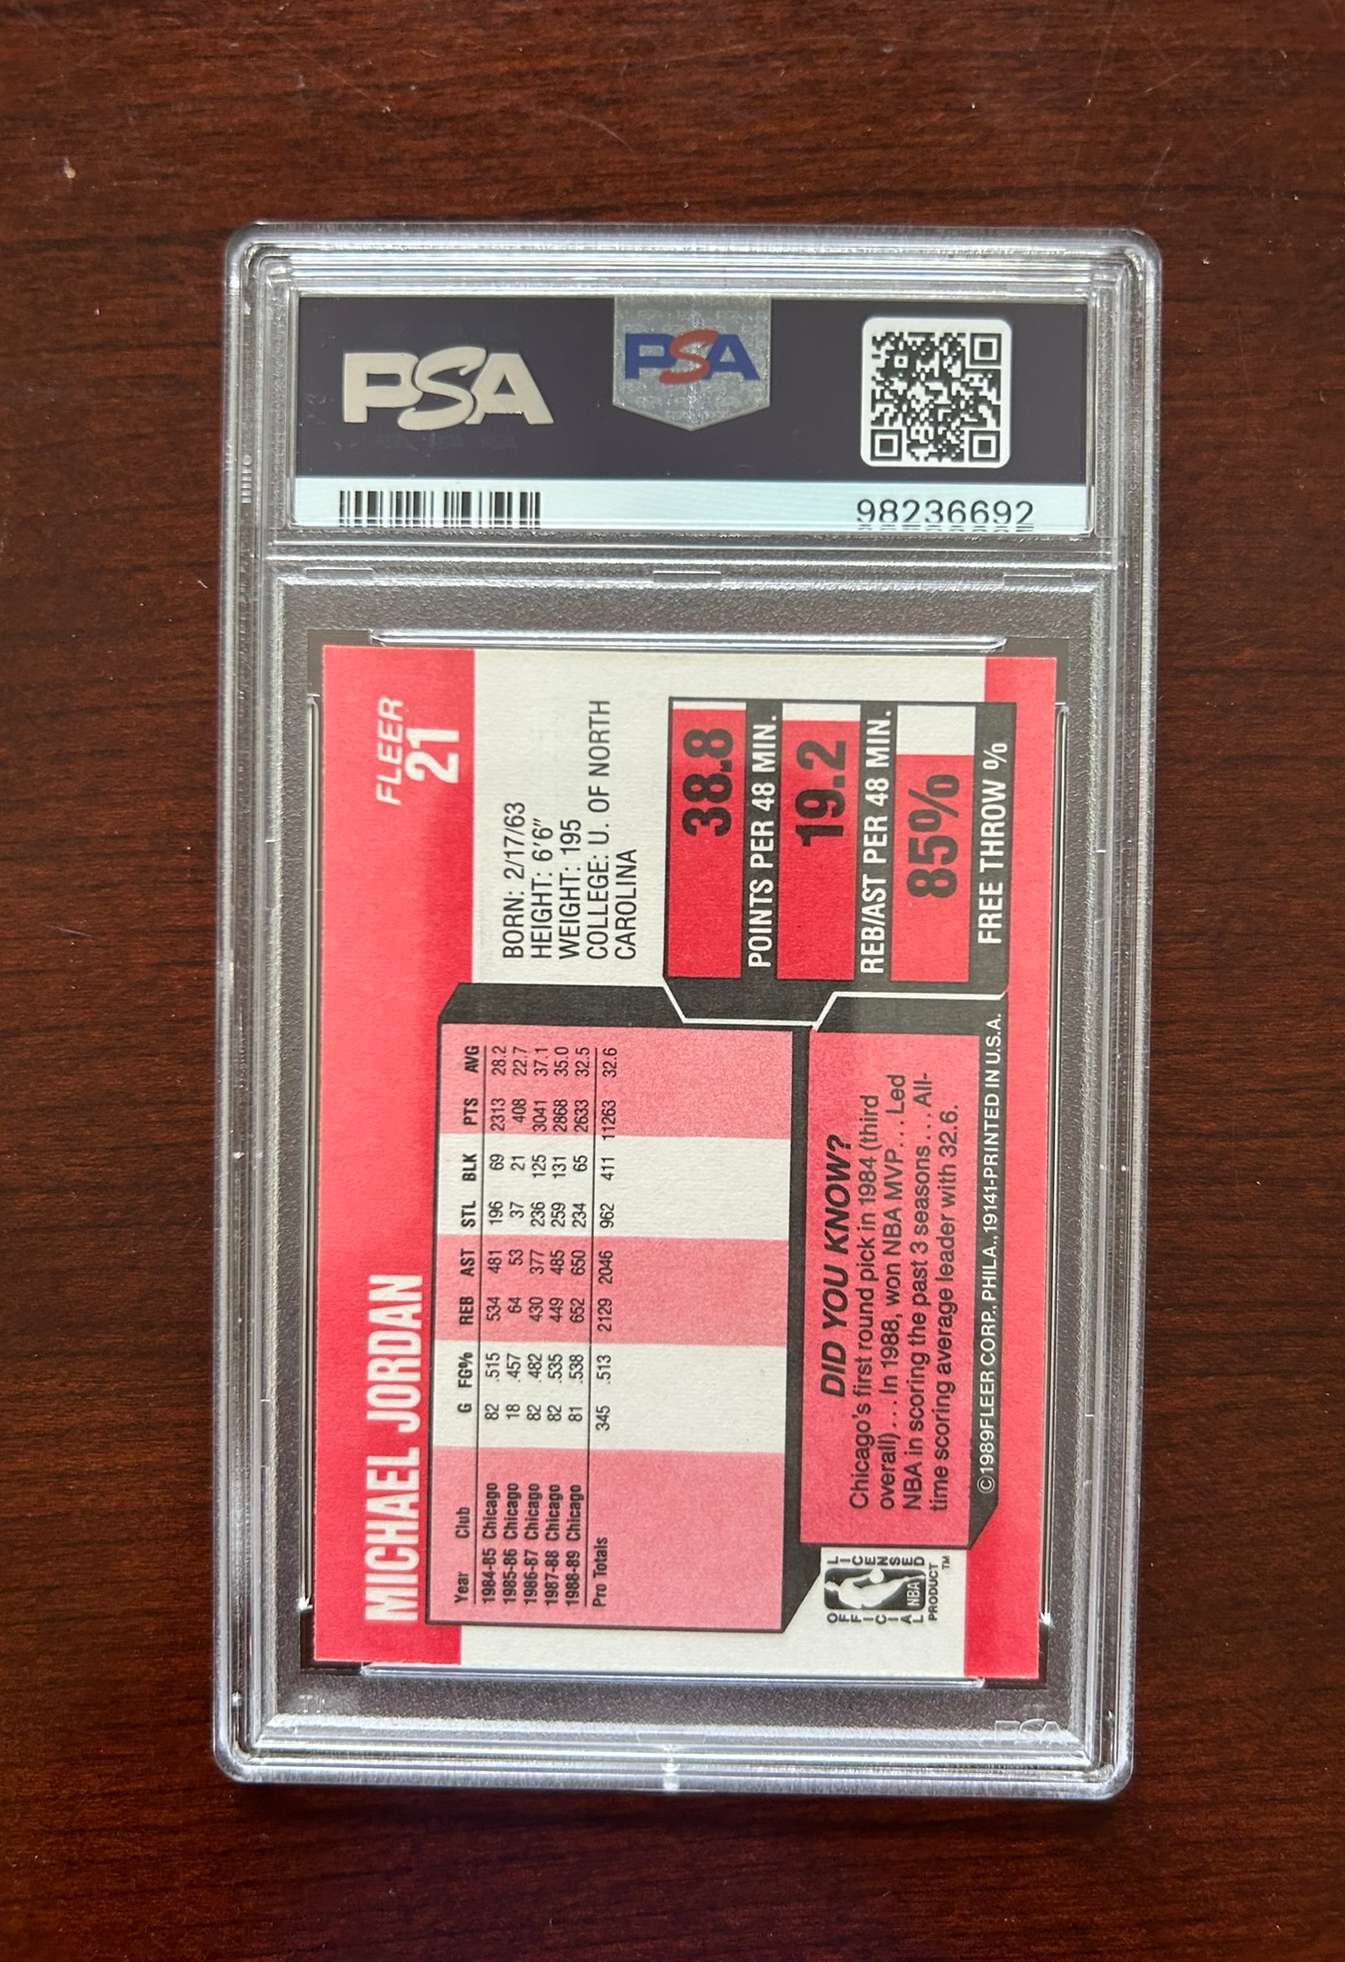 PSA
PSA
98236692
FLEER
21
MICHAEL JORDAN
BORN: 2/17/63
HEIGHT: 6'6"
WEIGHT: 195
COLLEGE: U. OF NORTH
CAROLINA
Year Club G FG% REB AST STL BLK PTS AVG
1984-85 Chicago 82 .515 534 481 196 69 2313 28.2
1985-86 Chicago 18 .457 64 53 37 21 408 22.7
1986-87 Chicago 82 .482 430 377 236 125 3041 37.1
1987-88 Chicago 82 .535 449 485 259 131 2868 35.0
1988-89 Chicago 81 .538 652 650 234 65 2633 32.5
Pro Totals 345 .513 2129 2046 962 411 11263 32.6
38.8
POINTS PER 48 MIN.
19.2
REB/AST PER 48 MIN.
85%
FREE THROW %
DID YOU KNOW?
Chicago's first round pick in 1984 (third
overall)... In 1988, won NBA MVP... Led
NBA in scoring the past 3 seasons... All-
time scoring average leader with 32.6.
OFFICIAL LICENSED
NBA
PRODUCT
TM
©1989FLEER CORP., PHILA., 19141-PRINTED IN U.S.A.
PSA